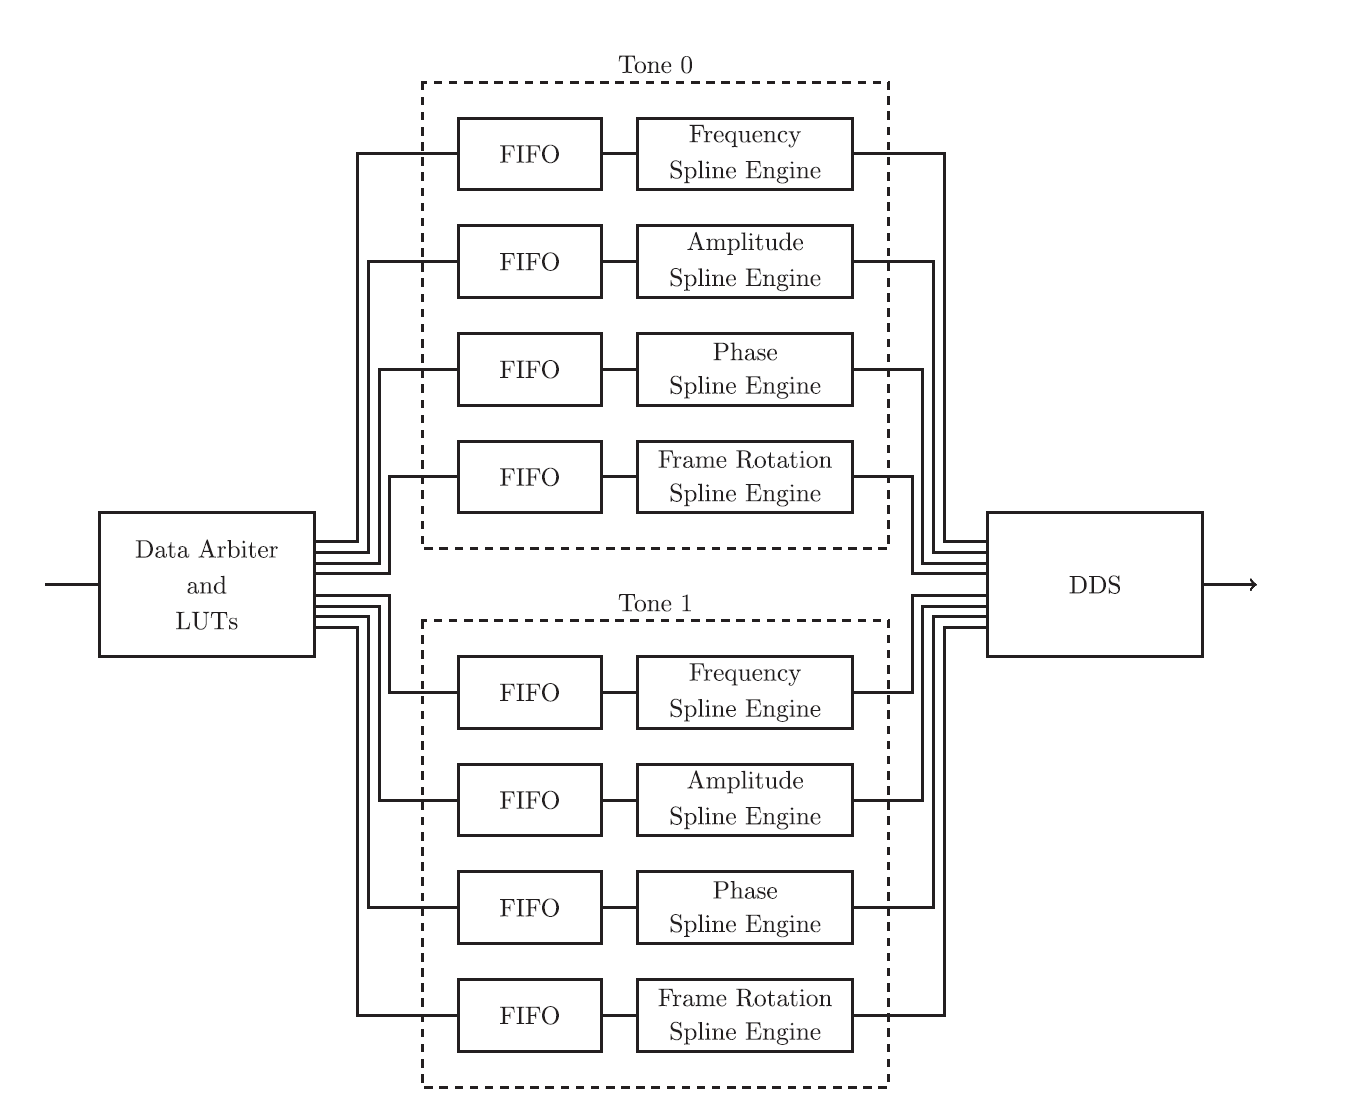 Tone 0
FIFO
Frequency
Spline Engine
FIFO
Amplitude
Spline Engine
FIFO
Phase
Spline Engine
FIFO
Frame Rotation
Spline Engine
Data Arbiter
and
LUTs
DDS
Tone 1
FIFO
Frequency
Spline Engine
FIFO
Amplitude
Spline Engine
FIFO
Phase
Spline Engine
FIFO
Frame Rotation
Spline Engine